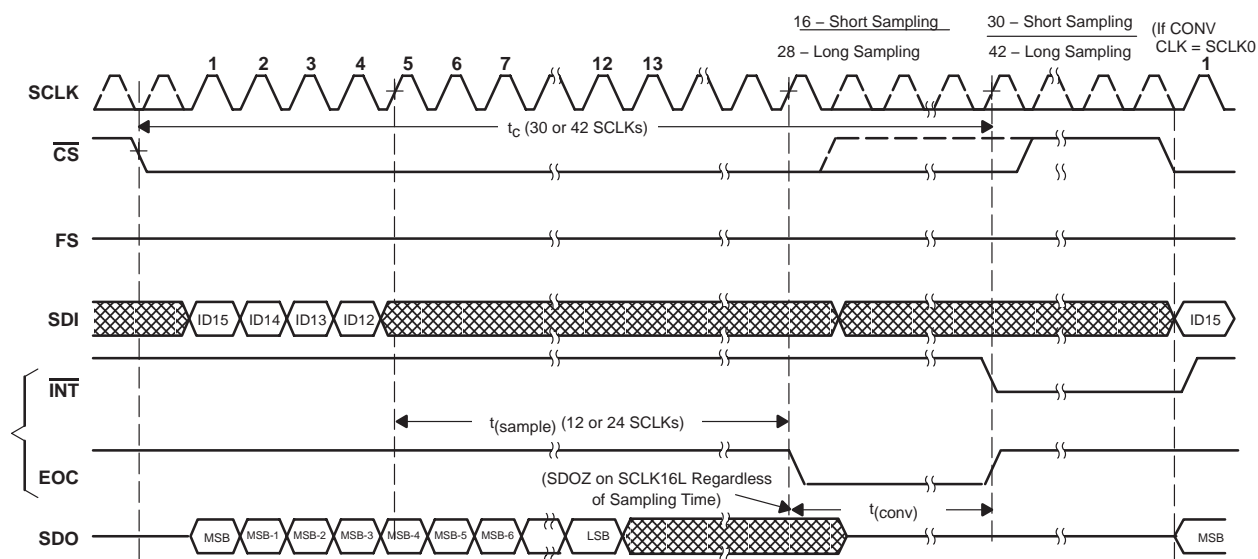 16 – Short Sampling
28 – Long Sampling
30 – Short Sampling
42 – Long Sampling
(If CONV
CLK = SCLK0
1 2 3 4 5 6 7 12 13 1
SCLK
tc (30 or 42 SCLKs)
CS
FS
SDI
ID15 ID14 ID13 ID12 ID15
INT
t(sample) (12 or 24 SCLKs)
EOC
(SDOZ on SCLK16L Regardless
of Sampling Time)
t(conv)
SDO
MSB MSB-1 MSB-2 MSB-3 MSB-4 MSB-5 MSB-6 LSB MSB